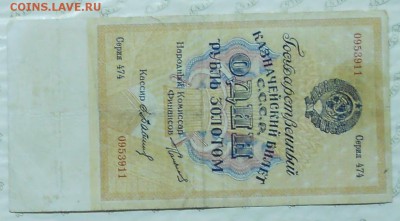 COINS.LAVE.RU
Государственный
КАЗНАЧЕЙСКИЙ БИЛЕТ
С.С.С.Р.
ОДИН
РУБЛЬ ЗОЛОТОМ
Народный Комиссар
Финансов
Кассир
Серия 474
0953911
0953911
Серия 474